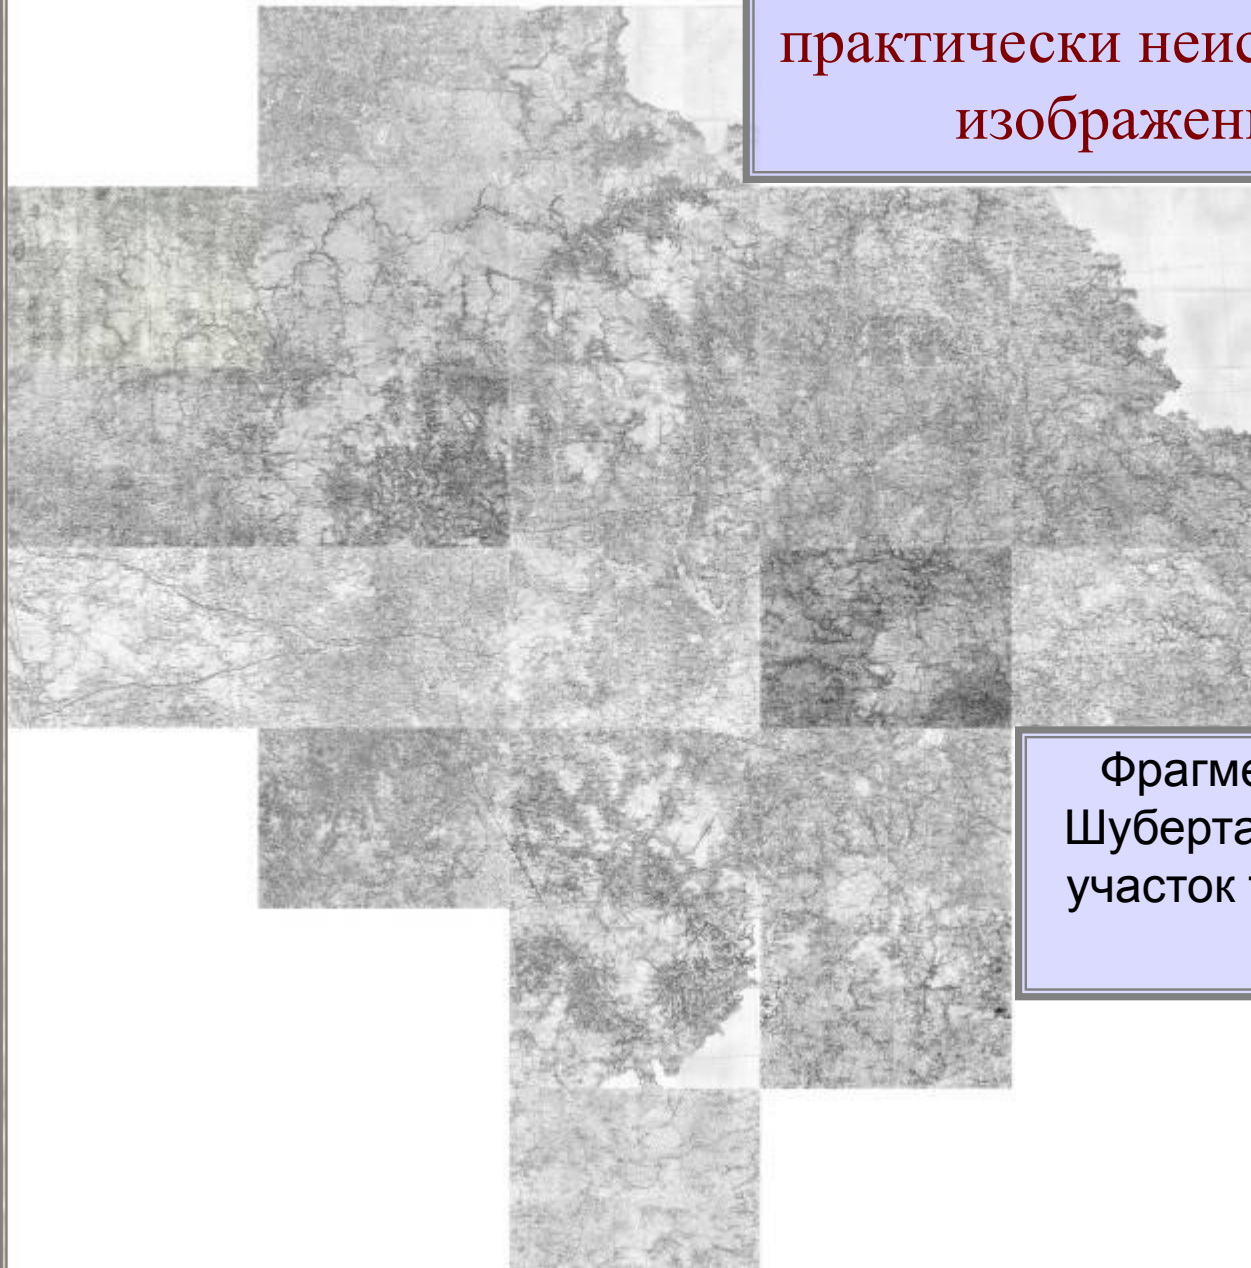 практически неис
изображен
Фрагме
Шуберта
участок